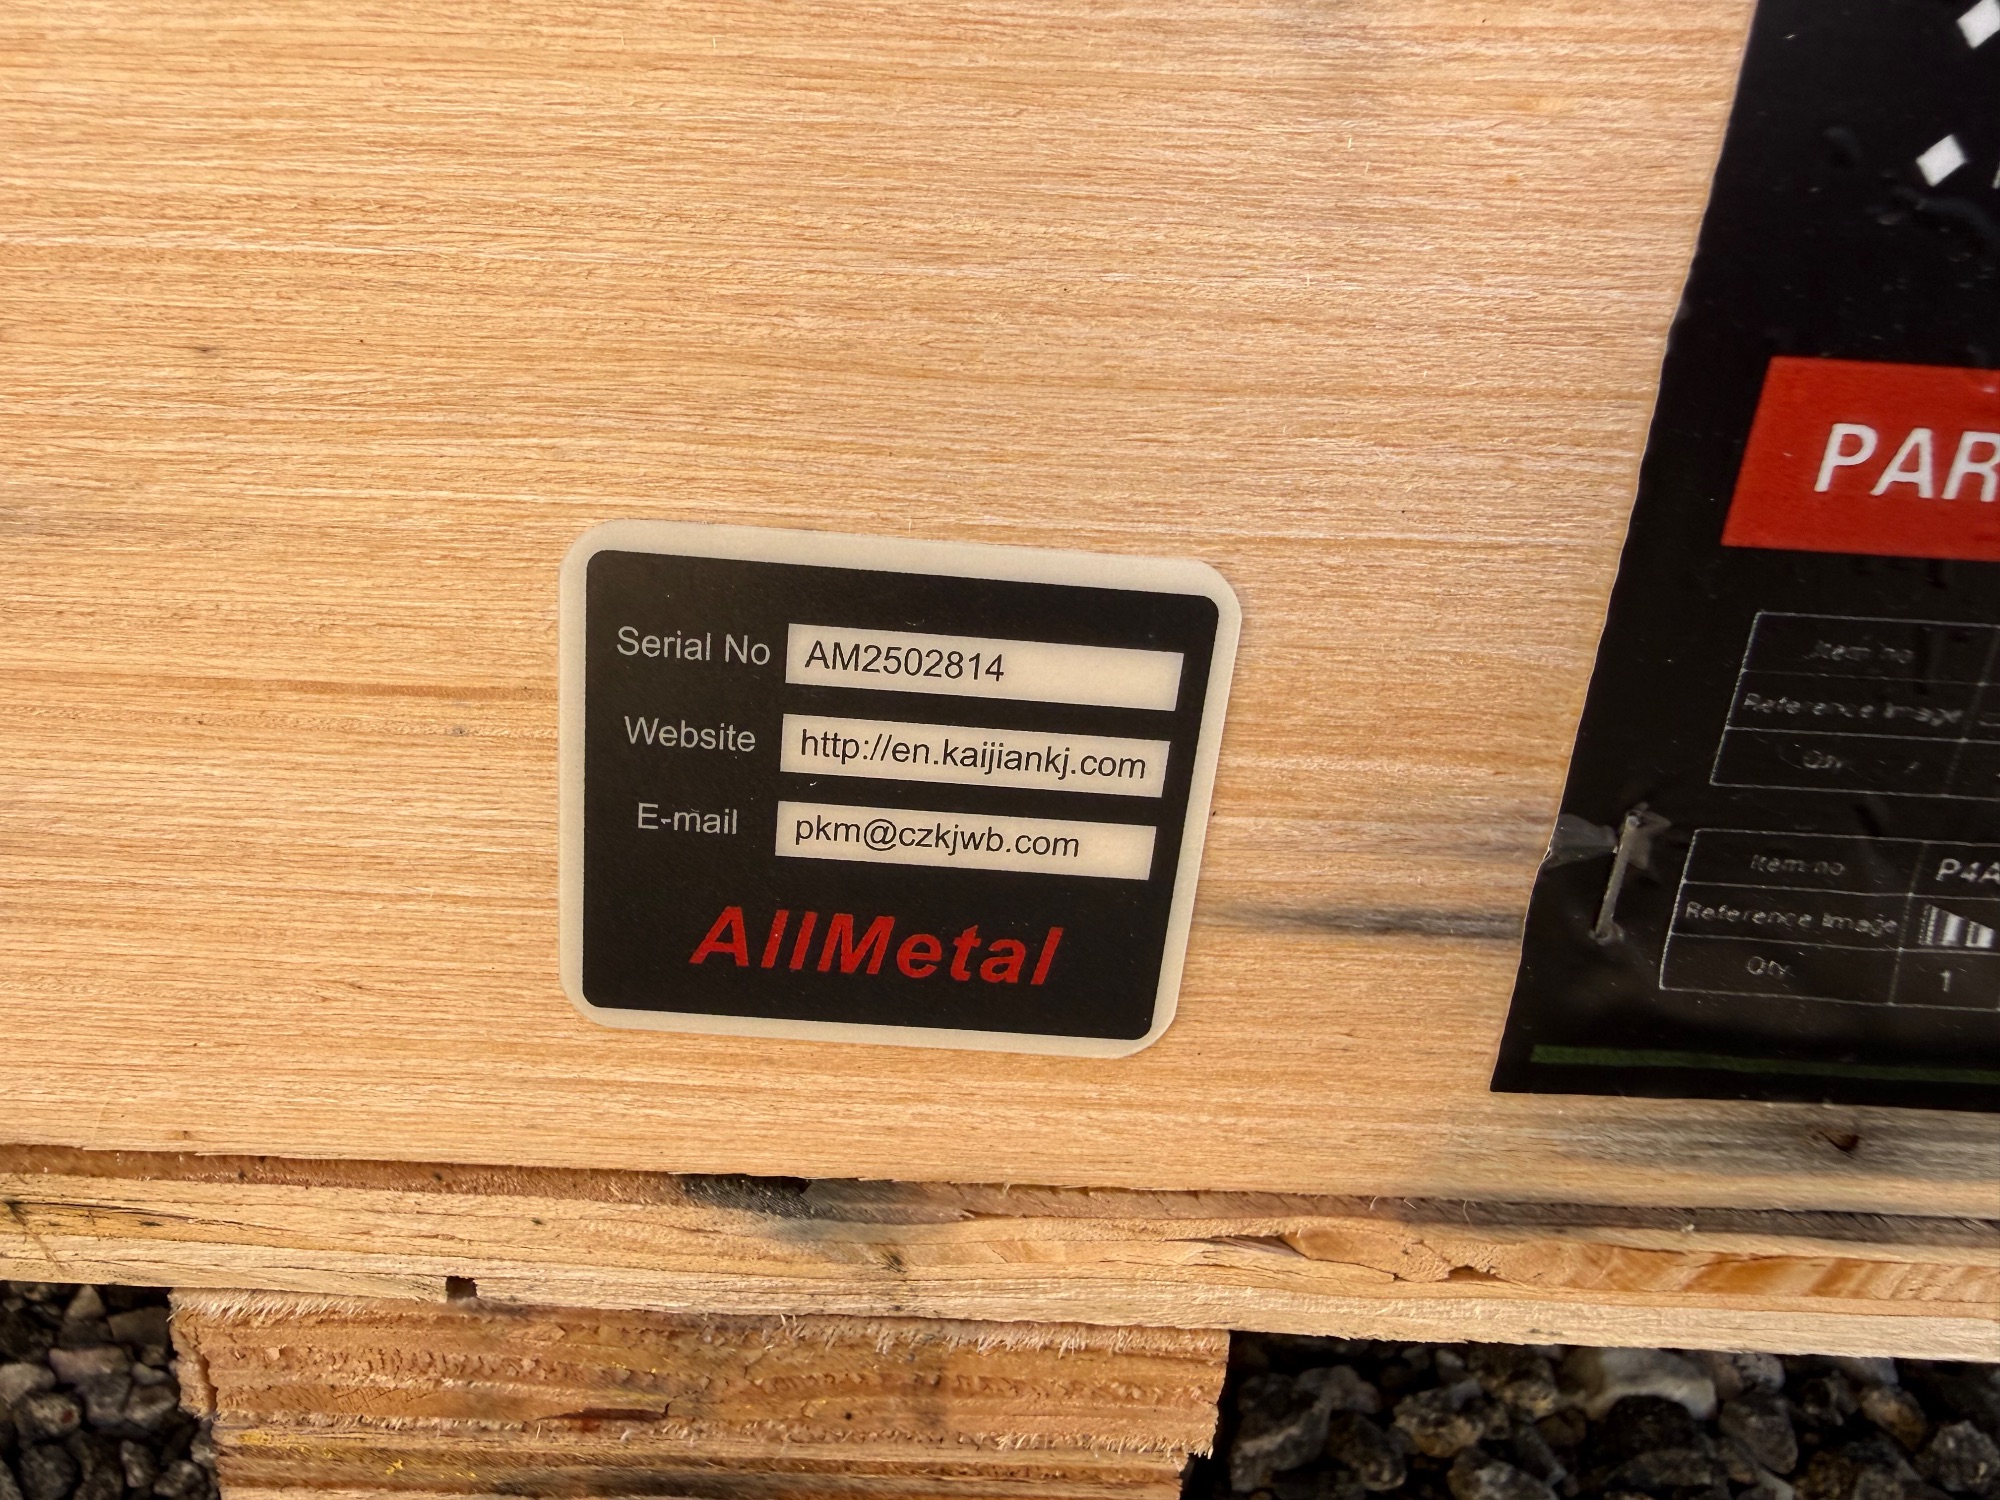 Serial No AM2502814
Website http://en.kaijiankj.com
E-mail pkm@czkjwb.com
AllMetal
PAR
Item no
Reference Image
Qty
Item no P4A
Reference Image
Qty 1